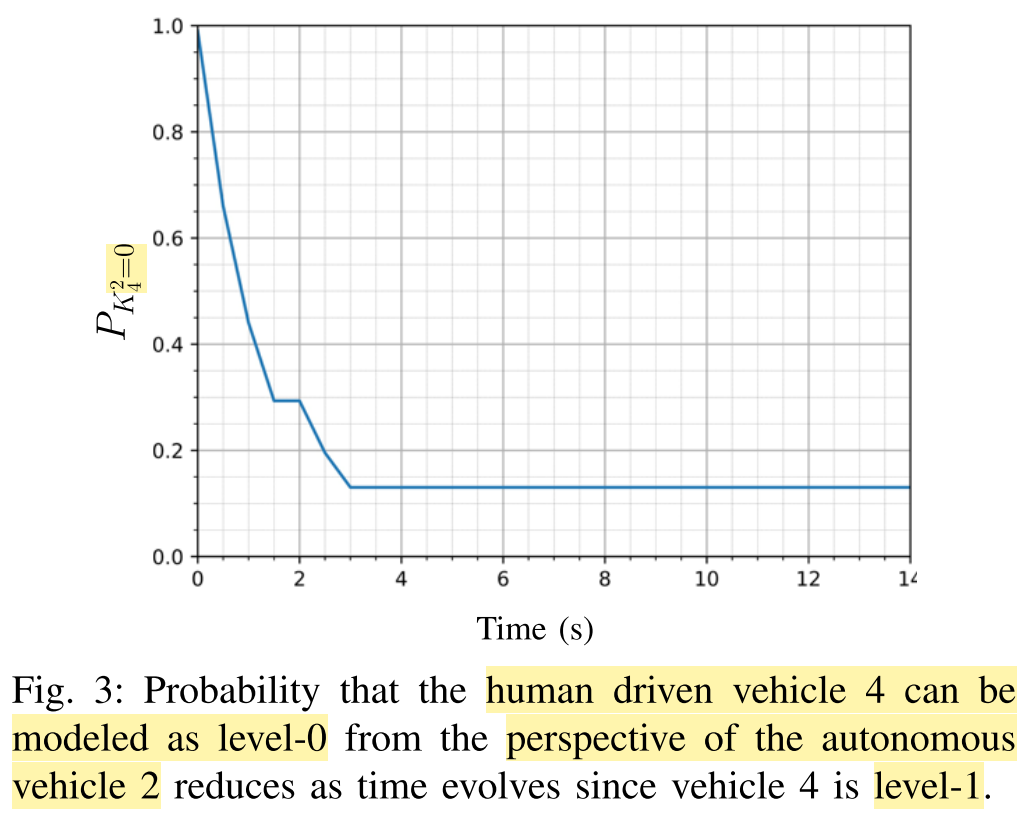 1.0
0.8
0.6
0.4
0.2
0.0
P_{K_4^2=0}
0 2 4 6 8 10 12 14
Time (s)
Fig. 3: Probability that the human driven vehicle 4 can be
modeled as level-0 from the perspective of the autonomous
vehicle 2 reduces as time evolves since vehicle 4 is level-1.